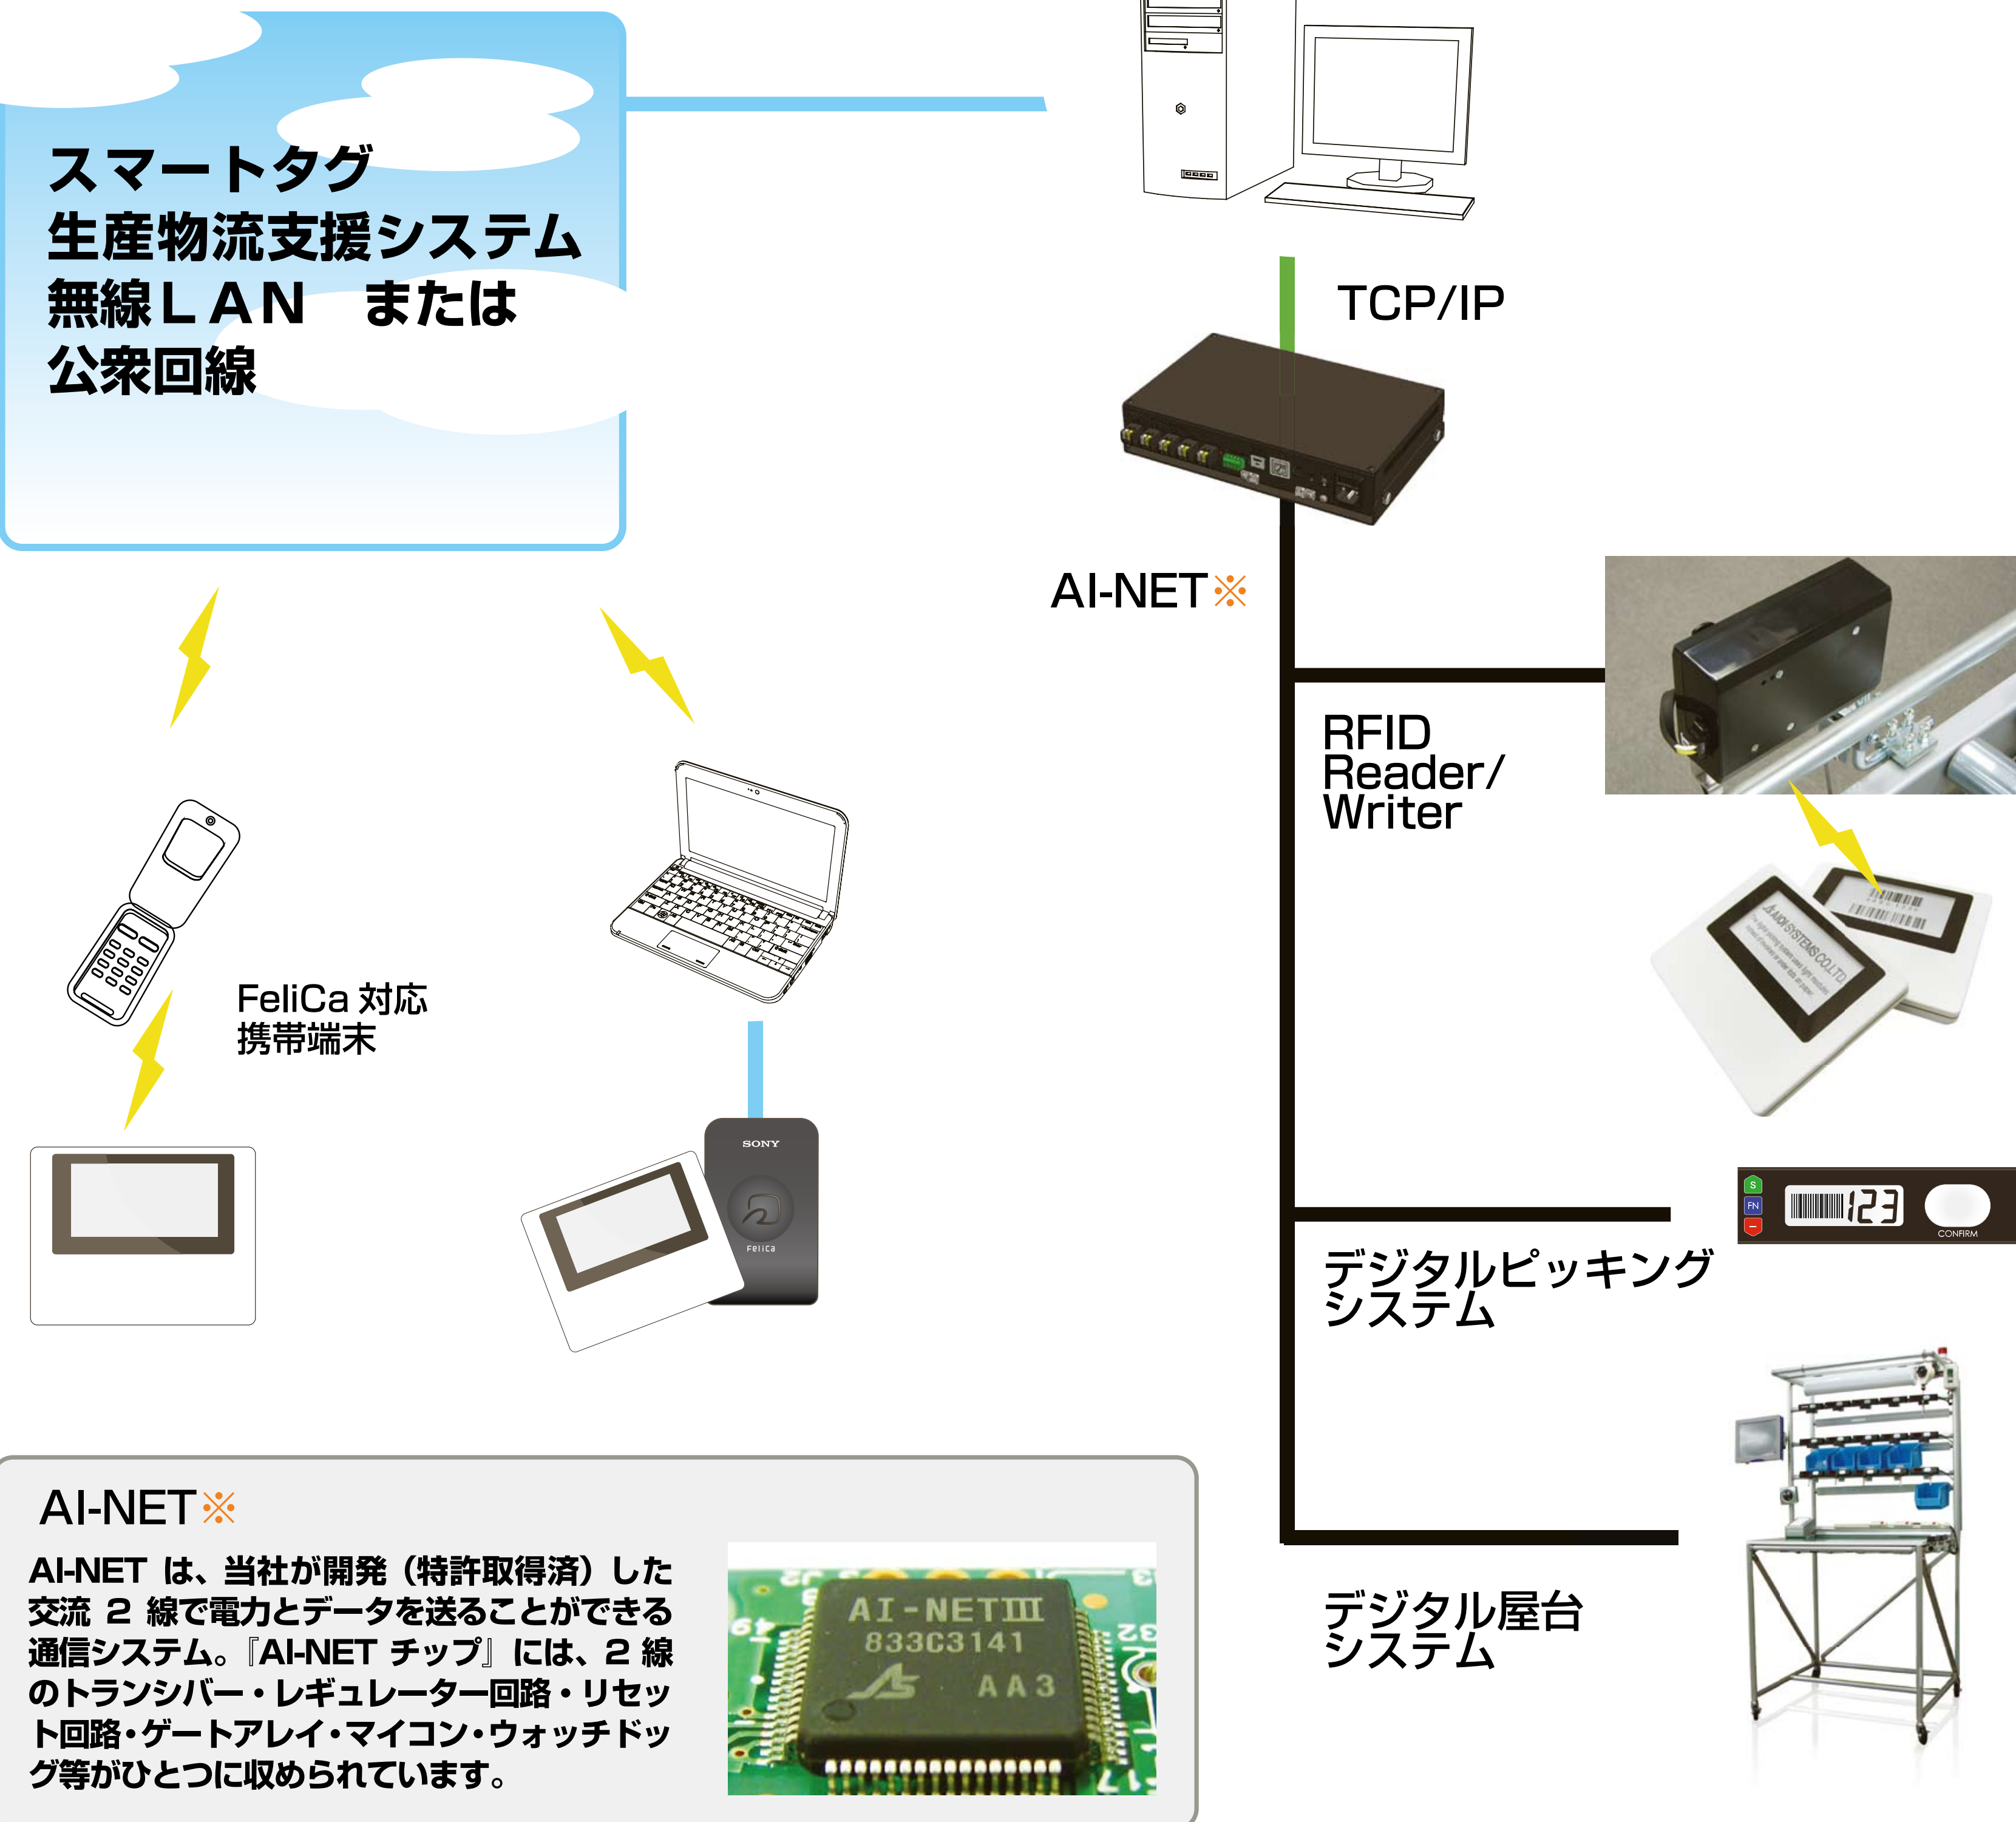 スマートタグ
生産物流支援システム
無線LAN　または
公衆回線
TCP/IP
AI-NET※
RFID
Reader/
Writer
AIOI·SYSTEMS CO.,LTD.
FeliCa 対応
携帯端末
SONY
FeliCa
S
FN
−
123
CONFIRM
デジタルピッキング
システム
デジタル屋台
システム
AI-NET※
AI-NET は、当社が開発（特許取得済）した
交流 2 線で電力とデータを送ることができる
通信システム。『AI-NET チップ』には、2 線
のトランシバー・レギュレーター回路・リセッ
ト回路・ゲートアレイ・マイコン・ウォッチドッ
グ等がひとつに収められています。
AI-NETIII
833C3141
AA3
49
32
17